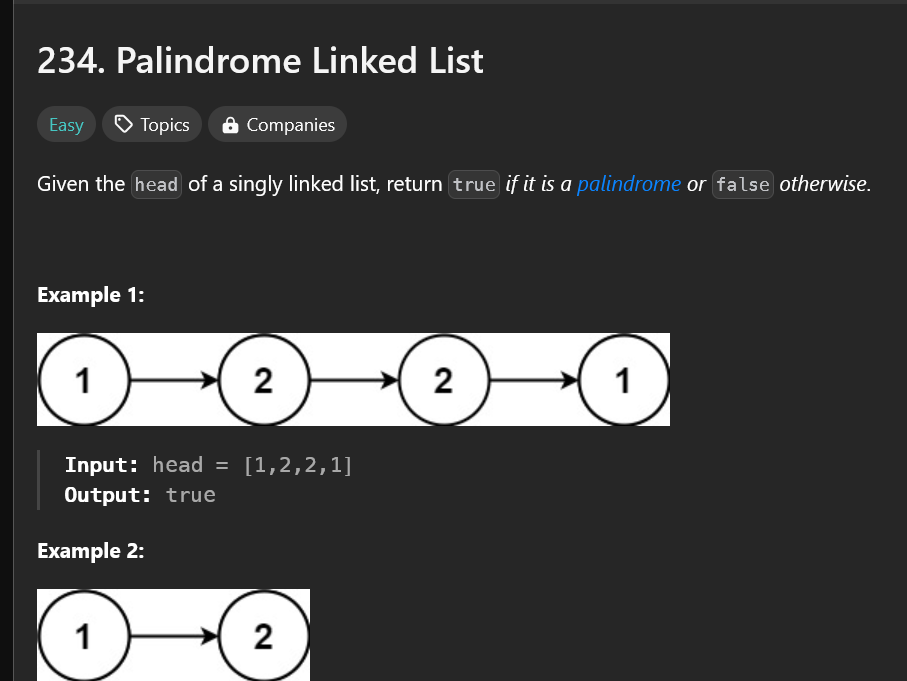 234. Palindrome Linked List
Easy Topics Companies
Given the head of a singly linked list, return true if it is a palindrome or false otherwise.
Example 1:
1 2 2 1
Input: head = [1,2,2,1]
Output: true
Example 2:
1 2